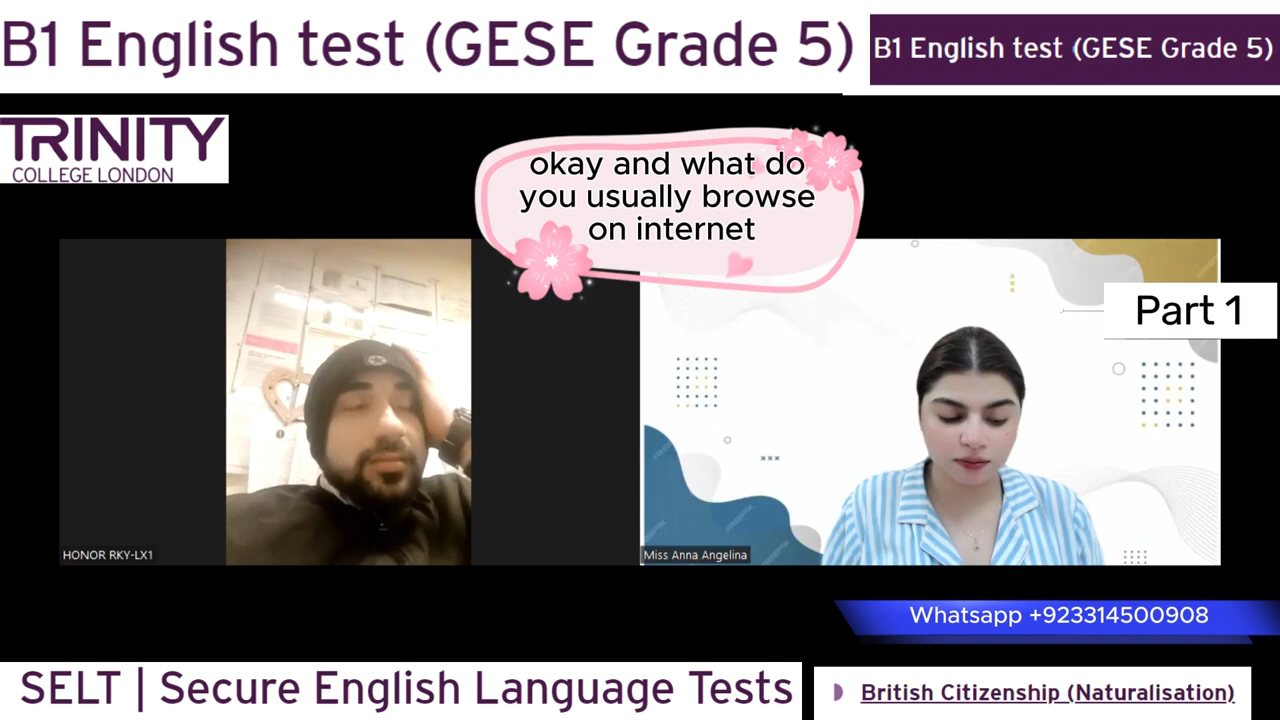 B1 English test (GESE Grade 5)
B1 English test (GESE Grade 5)
TRINITY
COLLEGE LONDON
okay and what do
you usually browse
on internet
Part 1
HONOR RKY-LX1
Miss Anna Angelina
Whatsapp +923314500908
SELT | Secure English Language Tests
British Citizenship (Naturalisation)